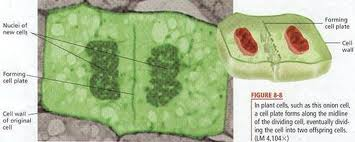 Nuclei of
new cells
Forming
cell plate
Cell wall
of original
cell
Forming
cell plate
Cell
wall
FIGURE 8-8
In plant cells, such as this onion cell,
a cell plate forms along the midline
of the dividing cell, eventually divid-
ing the cell into two offspring cells.
(LM 4,104×)